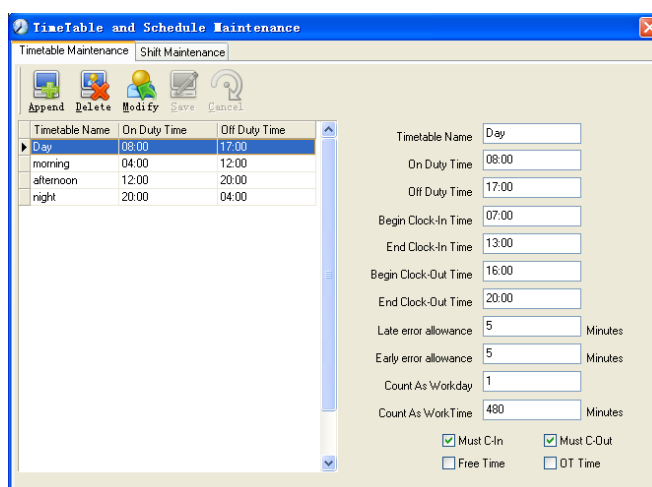 TimeTable and Schedule Maintenance
Timetable Maintenance Shift Maintenance
Append Delete Modify Save Cancel
Timetable Name On Duty Time Off Duty Time
Day 08:00 17:00
morning 04:00 12:00
afternoon 12:00 20:00
night 20:00 04:00
Timetable Name Day
On Duty Time 08:00
Off Duty Time 17:00
Begin Clock-In Time 07:00
End Clock-In Time 13:00
Begin Clock-Out Time 16:00
End Clock-Out Time 20:00
Late error allowance 5 Minutes
Early error allowance 5 Minutes
Count As Workday 1
Count As WorkTime 480 Minutes
Must C-In Must C-Out
Free Time OT Time